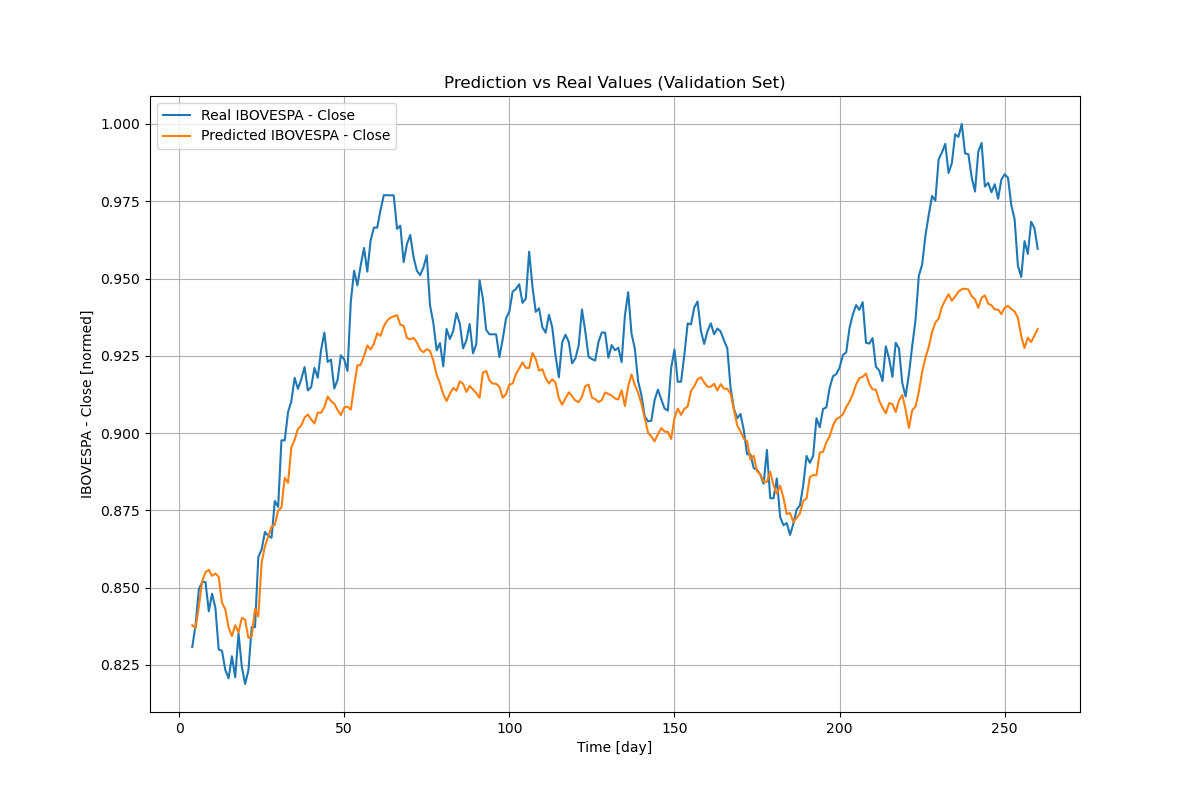 Prediction vs Real Values (Validation Set)
Real IBOVESPA - Close
Predicted IBOVESPA - Close
IBOVESPA - Close [normed]
1.000
0.975
0.950
0.925
0.900
0.875
0.850
0.825
0 50 100 150 200 250
Time [day]